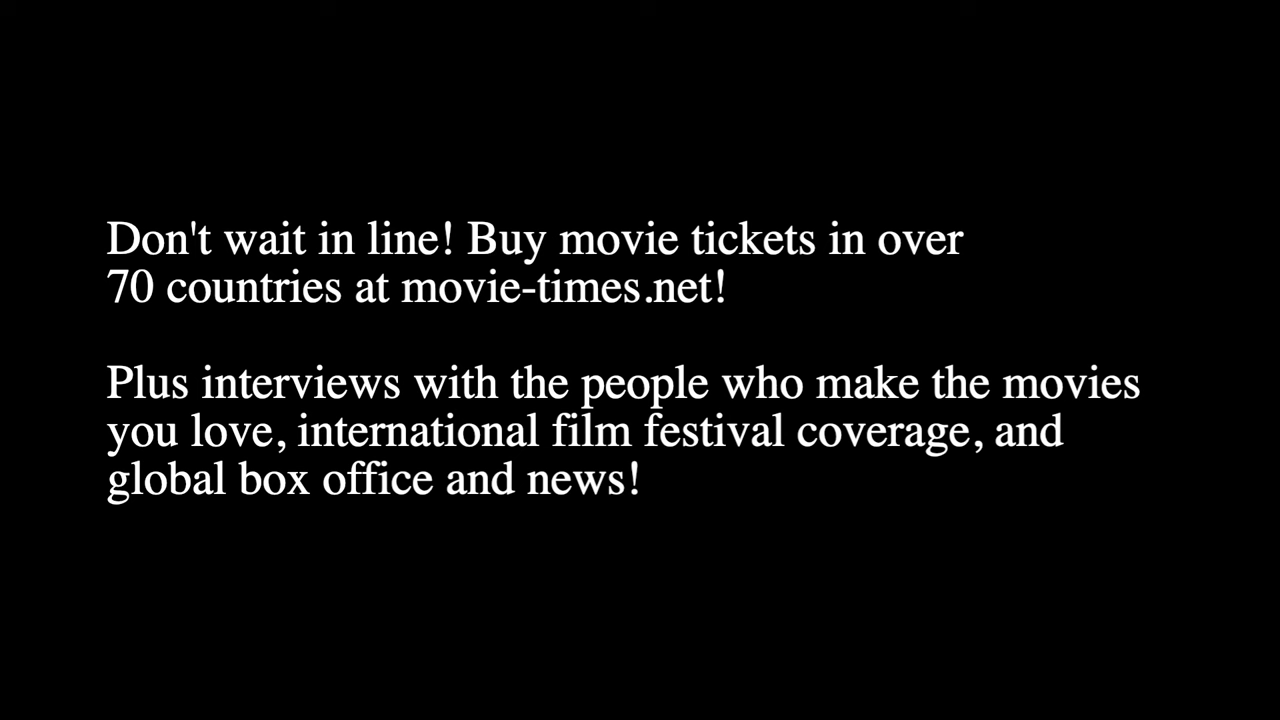 Don't wait in line! Buy movie tickets in over
70 countries at movie-times.net!
Plus interviews with the people who make the movies
you love, international film festival coverage, and
global box office and news!